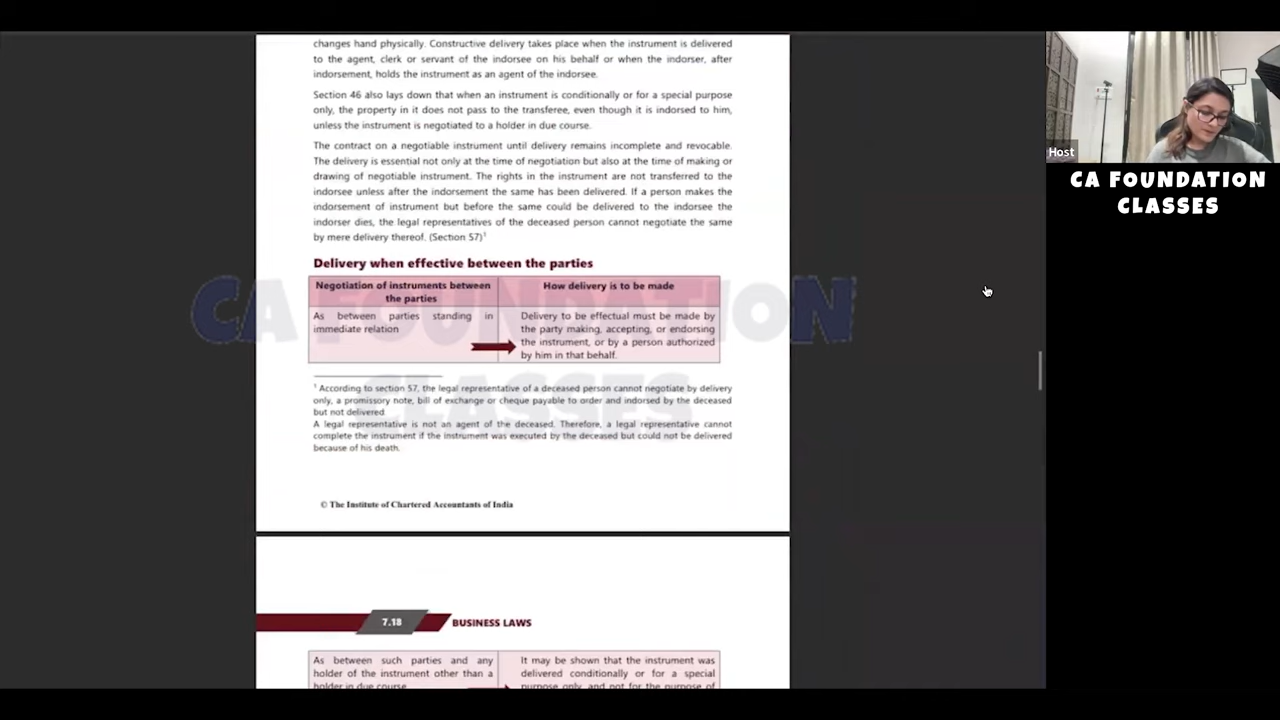 changes hand physically. Constructive delivery takes place when the instrument is delivered
to the agent, clerk or servant of the indorsee on his behalf or when the indorser, after
indorsement, holds the instrument as an agent of the indorsee.
Section 46 also lays down that when an instrument is conditionally or for a special purpose
only, the property in it does not pass to the transferee, even though it is indorsed to him,
unless the instrument is negotiated to a holder in due course.
The contract on a negotiable instrument until delivery remains incomplete and revocable.
The delivery is essential not only at the time of negotiation but also at the time of making or
drawing of negotiable instrument. The rights in the instrument are not transferred to the
indorsee unless after the indorsement the same has been delivered. If a person makes the
indorsement of instrument but before the same could be delivered to the indorsee the
indorser dies, the legal representatives of the deceased person cannot negotiate the same
by mere delivery thereof. (Section 57)¹
Delivery when effective between the parties
Negotiation of instruments between
the parties
How delivery is to be made
As between parties standing in
immediate relation
Delivery to be effectual must be made by
the party making, accepting, or endorsing
the instrument, or by a person authorized
by him in that behalf.
¹ According to section 57, the legal representative of a deceased person cannot negotiate by delivery
only, a promissory note, bill of exchange or cheque payable to order and indorsed by the deceased
but not delivered
A legal representative is not an agent of the deceased. Therefore, a legal representative cannot
complete the instrument if the instrument was executed by the deceased but could not be delivered
because of his death.
© The Institute of Chartered Accountants of India
7.18 BUSINESS LAWS
As between such parties and any
holder of the instrument other than a
holder in due course
It may be shown that the instrument was
delivered conditionally or for a special
purpose only, and not for the purpose of
CA FOUNDATION
CLASSES
Host
CA FOUNDATION
CLASSES